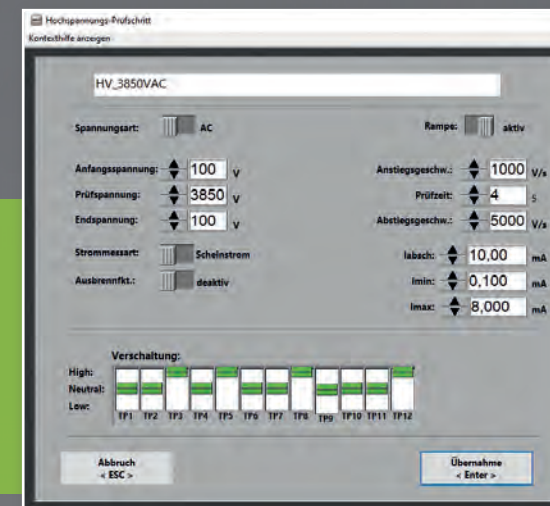 Hochspannungs-Prüfschritt
Kontexthilfe anzeigen
HV_3850VAC
Spannungsart: AC
Rampe: aktiv
Anfangsspannung: 100 V
Anstiegsgeschw.: 1000 V/s
Prüfspannung: 3850 V
Prüfzeit: 4 s
Endspannung: 100 V
Abstiegsgeschw.: 5000 V/s
Strommessart: Scheinstrom
Iabsch: 10,00 mA
Ausbrennfkt.: deaktiv
Imin: 0,100 mA
Imax: 8,000 mA
Verschaltung:
High:
Neutral:
Low:
TP1 TP2 TP3 TP4 TP5 TP6 TP7 TP8 TP9 TP10 TP11 TP12
Abbruch
< ESC >
Übernahme
< Enter >